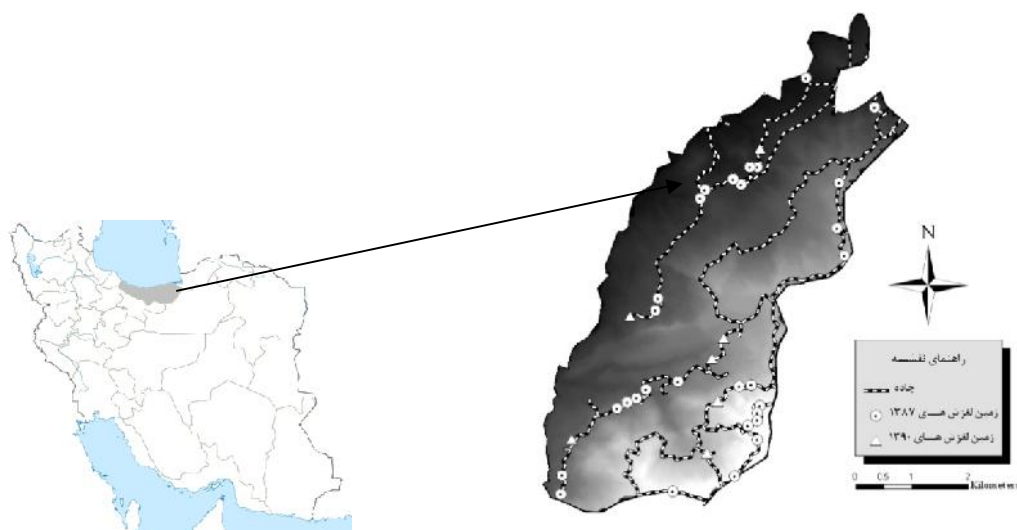 N
راهنمای نقشه
جاده
زمین لغزش های ۱۳۸۷
زمین لغزش های ۱۳۹۰
0 0.5 1 2
Kilometers